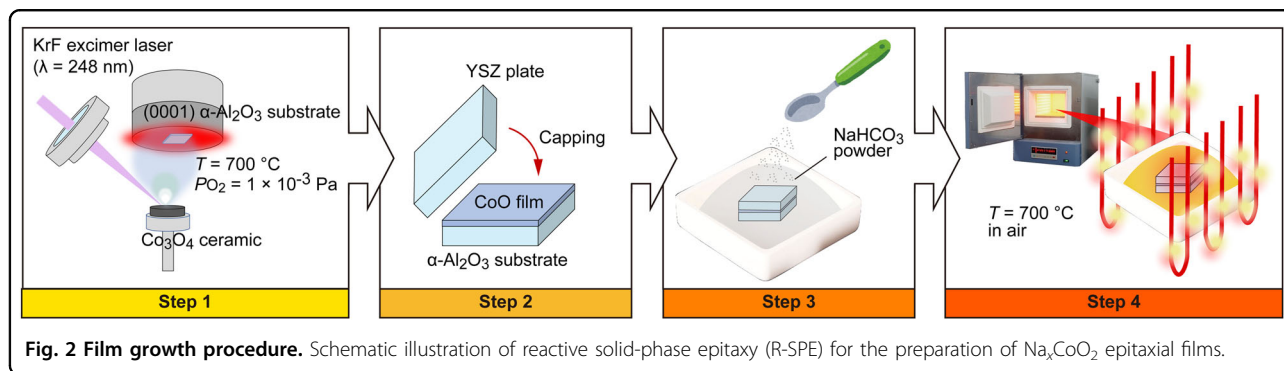 KrF excimer laser
(λ = 248 nm)
(0001) α-Al₂O₃ substrate
T = 700 °C
PO₂ = 1 × 10⁻³ Pa
Co₃O₄ ceramic
Step 1
YSZ plate
Capping
CoO film
α-Al₂O₃ substrate
Step 2
NaHCO₃
powder
Step 3
T = 700 °C
in air
Step 4
Fig. 2 Film growth procedure. Schematic illustration of reactive solid-phase epitaxy (R-SPE) for the preparation of NaₓCoO₂ epitaxial films.